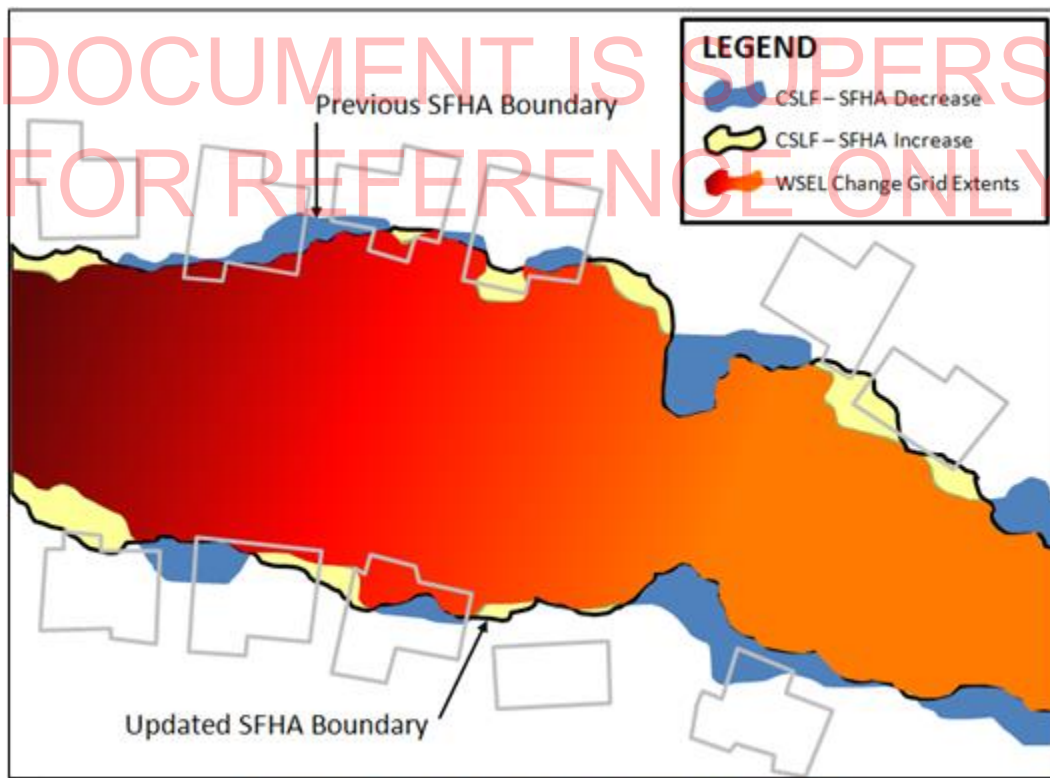 DOCUMENT IS SUPERS
FOR REFERENCE ONLY
LEGEND
CSLF – SFHA Decrease
CSLF – SFHA Increase
WSEL Change Grid Extents
Previous SFHA Boundary
Updated SFHA Boundary